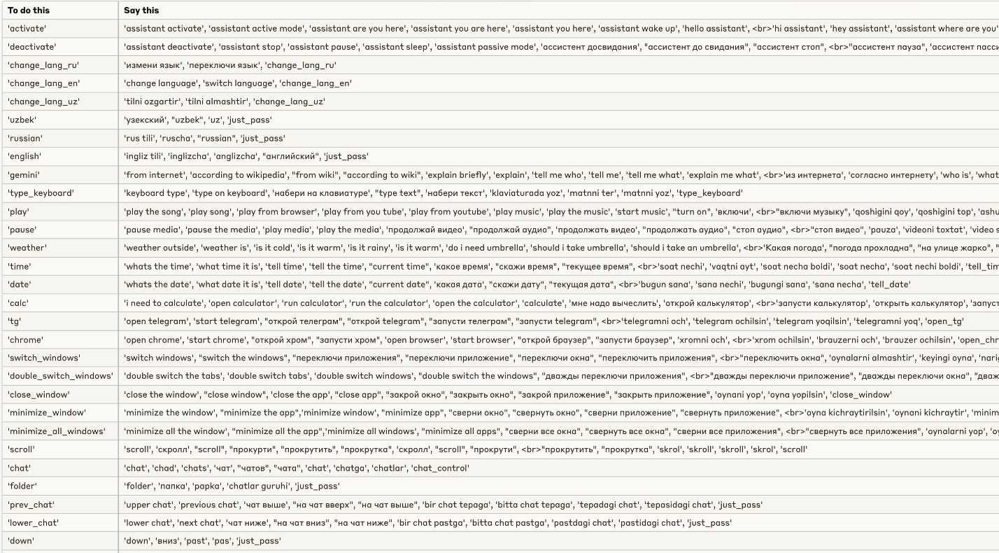 To do this Say this
'activate' 'assistant activate', 'assistant active mode', 'assistant are you here', 'assistant you are here', 'assistant you here', 'assistant wake up', 'hello assistant', <br>'hi assistant', 'hey assistant', 'assistant where are you'
'deactivate' 'assistant deactivate', 'assistant stop', 'assistant pause', 'assistant sleep', 'assistant passive mode', 'ассистент досвидания', "ассистент до свидания", "ассистент стоп", <br>"ассистент пауза", 'ассистент пасси
'change_lang_ru' 'измени язык', 'переключи язык', 'change_lang_ru'
'change_lang_en' 'change language', 'switch language', 'change_lang_en'
'change_lang_uz' 'tilni ozgartir', 'tilni almashtir', 'change_lang_uz'
'uzbek' 'узекский', "uzbek", 'uz', 'just_pass'
'russian' 'rus tili', 'ruscha', "russian", 'just_pass'
'english' 'ingliz tili', 'inglizcha', 'anglizcha', "английский", 'just_pass'
'gemini' 'from internet', 'according to wikipedia', "from wiki", "according to wiki", 'explain briefly', 'explain', 'tell me who', 'tell me', 'tell me what', 'explain me what', <br>'из интернета', 'согласно интернету', 'who is', 'what
'type_keyboard' 'keyboard type', 'type on keyboard', 'набери на клавиатуре', "type text", 'набери текст', 'klaviaturada yoz', 'matnni ter', 'matnni yoz', 'type_keyboard'
'play' 'play the song', 'play song', 'play from browser', 'play from you tube', 'play from youtube', 'play music', 'play the music', 'start music', "turn on", 'включи', <br>"включи музыку", 'qoshigini qoy', 'qoshigini top', 'ashu
'pause' 'pause media', 'pause the media', 'play media', 'play the media', 'продолжай видео', "продолжай аудио", "продолжать видео", "продолжать аудио", "стоп аудио", <br>"стоп видео", 'pauza', 'videoni toxtat', 'video s
'weather' 'weather outside', 'weather is', 'is it cold', 'is it warm', 'is it rainy', 'is it warm', 'do i need umbrella', 'should i take umbrella', 'should i take an umbrella', <br>'Какая погода', "погода прохладна", "на улице жарко", "
'time' 'whats the time', 'what time it is', 'tell time', 'tell the time', "current time", 'какое время', "скажи время", "текущее время", <br>'soat nechi', 'vaqtni ayt', 'soat necha boldi', 'soat necha', 'soat nechi boldi', 'tell_tim
'date' 'whats the date', 'what date it is', 'tell date', 'tell the date', "current date", 'какая дата', "скажи дату", "текущая дата", <br>'bugun sana', 'sana nechi', 'bugungi sana', 'sana necha', 'tell_date'
'calc' 'i need to calculate', 'open calculator', 'run calculator', 'run the calculator', 'open the calculator', 'calculate', 'мне надо вычеслить', 'открой калькулятор', <br>'запусти калькулятор', 'открыть калькулятор', 'запуст
'tg' 'open telegram', 'start telegram', "открой телеграм", "открой telegram", "запусти телеграм", "запусти telegram", <br>'telegramni och', 'telegram ochilsin', 'telegram yoqilsin', 'telegramni yoq', 'open_tg'
'chrome' 'open chrome', 'start chrome', "открой хром", "запусти хром", 'open browser', 'start browser', "открой браузер", "запусти браузер", 'xromni och', <br>'xrom ochilsin', 'brauzerni och', 'brauzer ochilsin', 'open_chr
'switch_windows' 'switch windows', "switch the windows", "переключи приложения", "переключи приложение", "переключи окна", "переключить приложения", <br>"переключить окна", 'oynalarni almashtir', 'keyingi oyna', 'narig
'double_switch_windows' 'double switch the tabs', 'double switch tabs', 'double switch windows', "double switch the windows", "дважды переключи приложения", <br>"дважды переключи приложение", "дважды переключи окна", "дваж
'close_window' 'close the window', "close window", 'close the app', "close app", "закрой окно", "закрыть окно", "закрой приложение", "закрыть приложение", 'oynani yop', 'oyna yopilsin', 'close_window'
'minimize_window' 'minimize the window', "minimize the app",'minimize window', "minimize app", "сверни окно", "свернуть окно", "сверни приложение", "свернуть приложение", <br>'oyna kichraytirilsin', 'oynani kichraytir', 'minim
'minimize_all_windows' 'minimize all the window', "minimize all the app",'minimize all windows', "minimize all apps", "сверни все окна", "свернуть все окна", "сверни все приложения", <br>"свернуть все приложения", 'oynalarni yop', 'oy
'scroll' 'scroll', 'скролл', "scroll", "прокурти", "прокрутить", "прокрутка", 'скролл', "scroll", "прокрути", <br>"прокрутить", "прокрутка", 'skrol', 'skroll', 'skroll', 'skrol', 'scroll'
'chat' 'chat', 'chad', 'chats', 'чат', "чатов", "чата", 'chat', 'chatga', 'chatlar', 'chat_control'
'folder' 'folder', 'папка', 'papka', 'chatlar guruhi', 'just_pass'
'prev_chat' 'upper chat', 'previous chat', 'чат выше', "на чат вверх", "на чат выше", 'bir chat tepaga', 'bitta chat tepaga', 'tepadagi chat', 'tepasidagi chat', 'just_pass'
'lower_chat' 'lower chat', 'next chat', 'чат ниже', "на чат вниз", "на чат ниже", 'bir chat pastga', 'bitta chat pastga', 'pastdagi chat', 'pastidagi chat', 'just_pass'
'down' 'down', 'вниз', 'past', 'pas', 'just_pass'